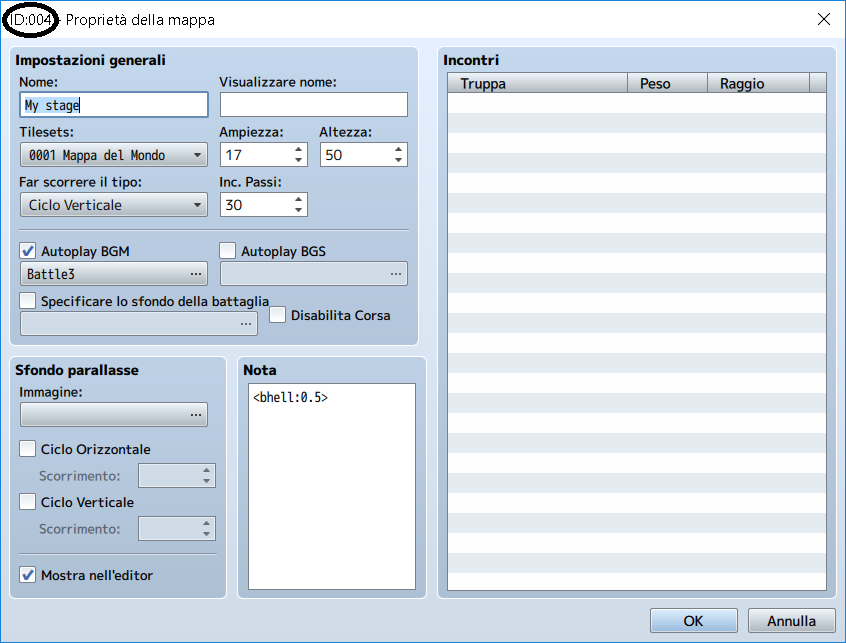 ID:004 - Proprietà della mappa
Impostazioni generali
Nome:
Visualizzare nome:
My stage
Tilesets:
Ampiezza:
Altezza:
0001 Mappa del Mondo
17
50
Far scorrere il tipo:
Inc. Passi:
Ciclo Verticale
30
Autoplay BGM
Autoplay BGS
Battle3
...
...
Specificare lo sfondo della battaglia
...
Disabilita Corsa
Sfondo parallasse
Immagine:
...
Ciclo Orizzontale
Scorrimento:
Ciclo Verticale
Scorrimento:
Mostra nell'editor
Nota
<bhell:0.5>
Incontri
Truppa
Peso
Raggio
OK
Annulla